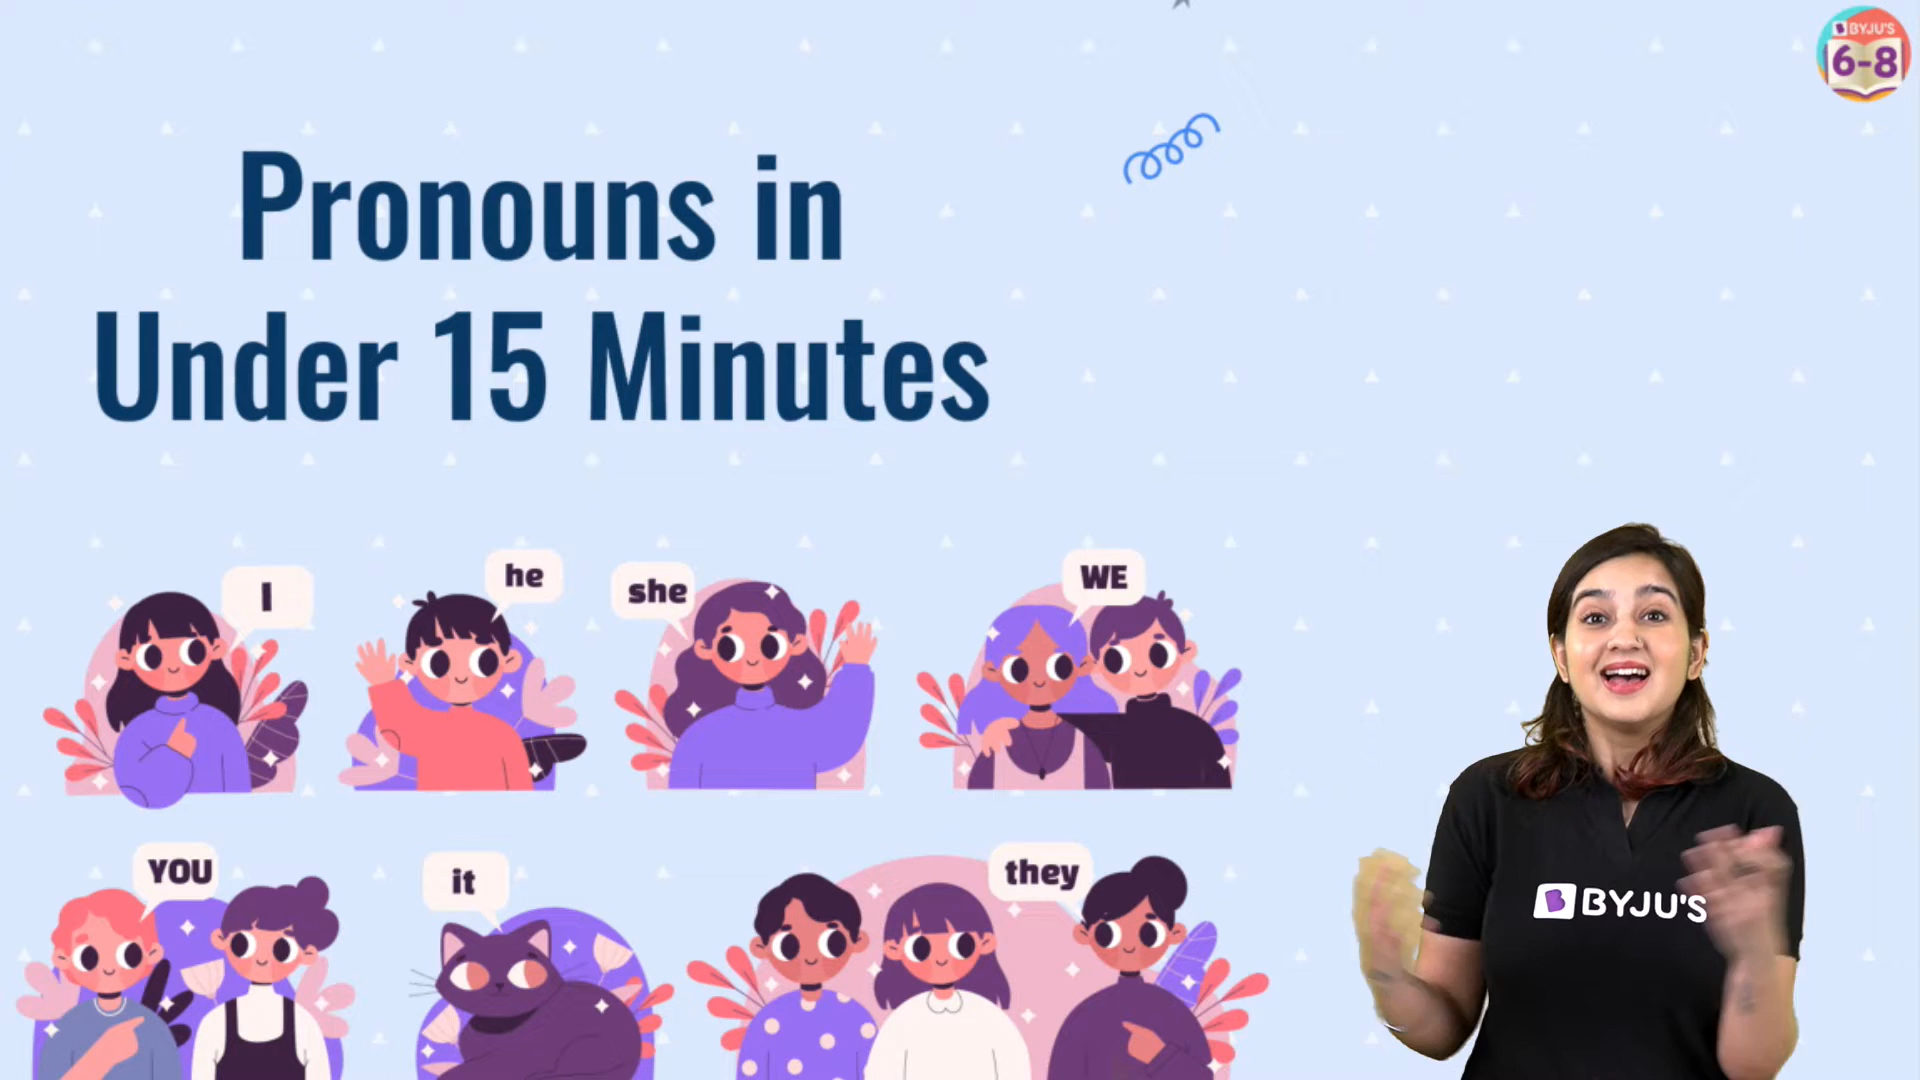 BYJU'S
6-8
Pronouns in
Under 15 Minutes
I
he
she
WE
YOU
it
they
BYJU'S